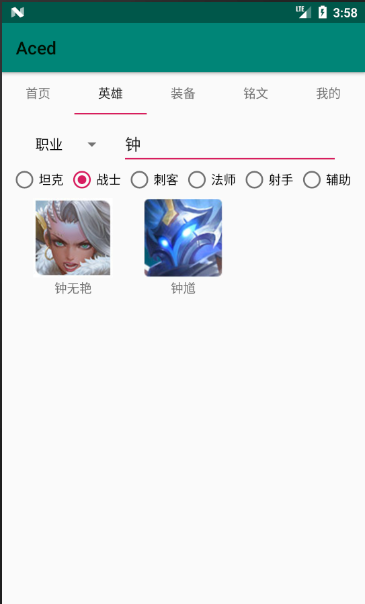 LTE 3:58
Aced
首页 英雄 装备 铭文 我的
职业 钟
坦克 战士 刺客 法师 射手 辅助
钟无艳 钟馗